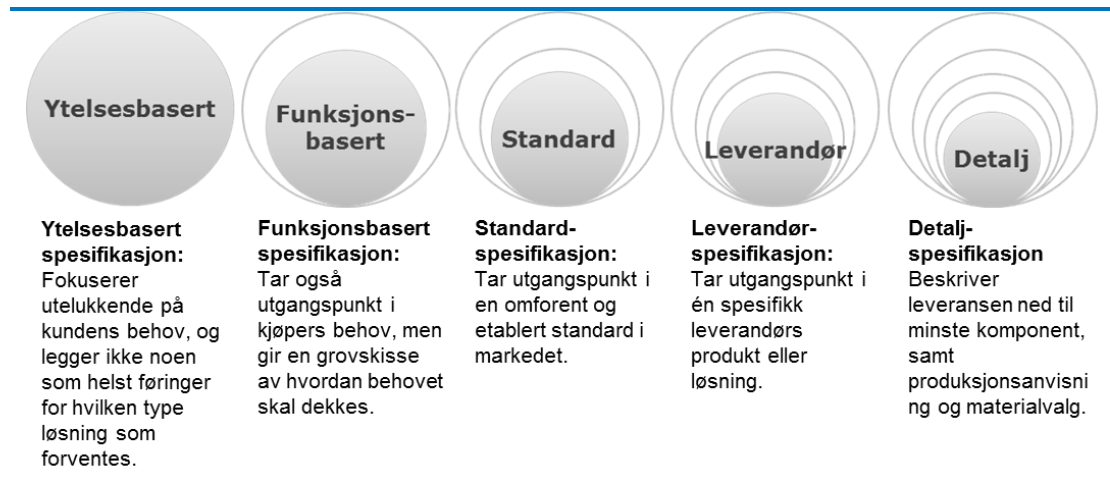 Ytelsesbasert
Funksjons-
basert
Standard
Leverandør
Detalj
Ytelsesbasert
spesifikasjon:
Fokuserer
utelukkende på
kundens behov, og
legger ikke noen
som helst føringer
for hvilken type
løsning som
forventes.
Funksjonsbasert
spesifikasjon:
Tar også
utgangspunkt i
kjøpers behov, men
gir en grovskisse
av hvordan behovet
skal dekkes.
Standard-
spesifikasjon:
Tar utgangspunkt i
en omforent og
etablert standard i
markedet.
Leverandør-
spesifikasjon:
Tar utgangspunkt i
én spesifikk
leverandørs
produkt eller
løsning.
Detalj-
spesifikasjon
Beskriver
leveransen ned til
minste komponent,
samt
produksjonsanvisni
ng og materialvalg.